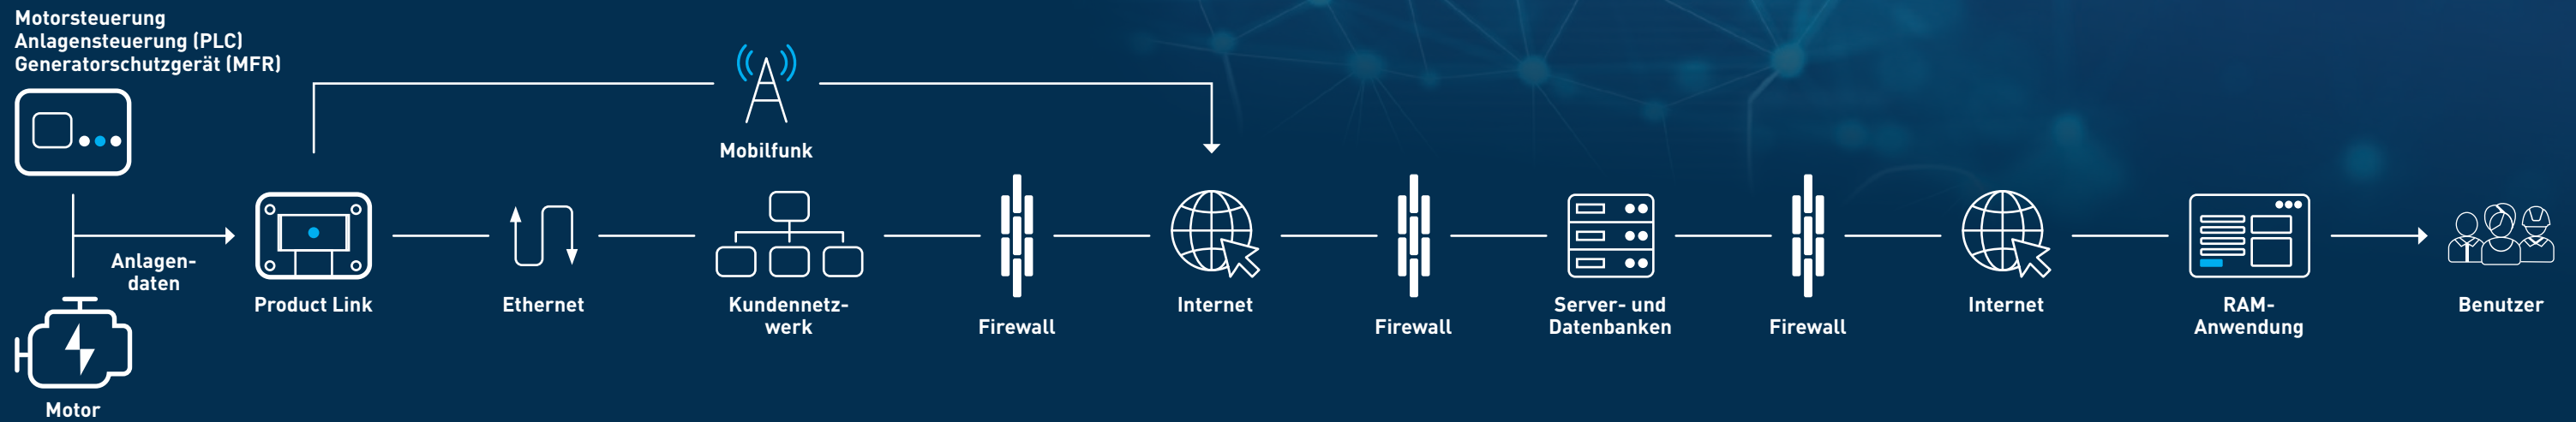 Motorsteuerung
Anlagensteuerung (PLC)
Generatorschutzgerät (MFR)
Mobilfunk
Anlagen-
daten
Product Link
Ethernet
Kundennetz-
werk
Firewall
Internet
Firewall
Server- und
Datenbanken
Firewall
Internet
RAM-
Anwendung
Benutzer
Motor